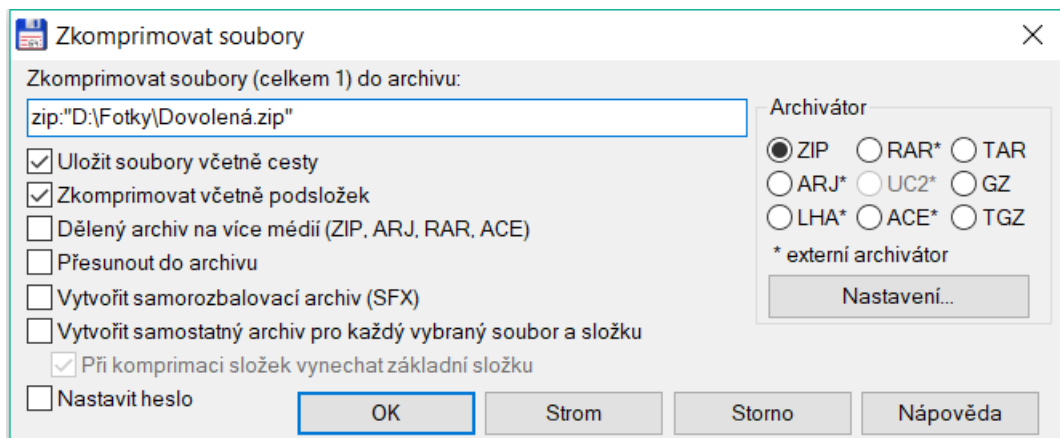 Zkomprimovat soubory
Zkomprimovat soubory (celkem 1) do archivu:
zip:"D:\Fotky\Dovolená.zip"
Uložit soubory včetně cesty
Zkomprimovat včetně podsložek
Dělený archiv na více médií (ZIP, ARJ, RAR, ACE)
Přesunout do archivu
Vytvořit samorozbalovací archiv (SFX)
Vytvořit samostatný archiv pro každý vybraný soubor a složku
Při komprimaci složek vynechat základní složku
Nastavit heslo
Archivátor
ZIP RAR* TAR
ARJ* UC2* GZ
LHA* ACE* TGZ
* externí archivátor
Nastavení...
OK Strom Storno Nápověda